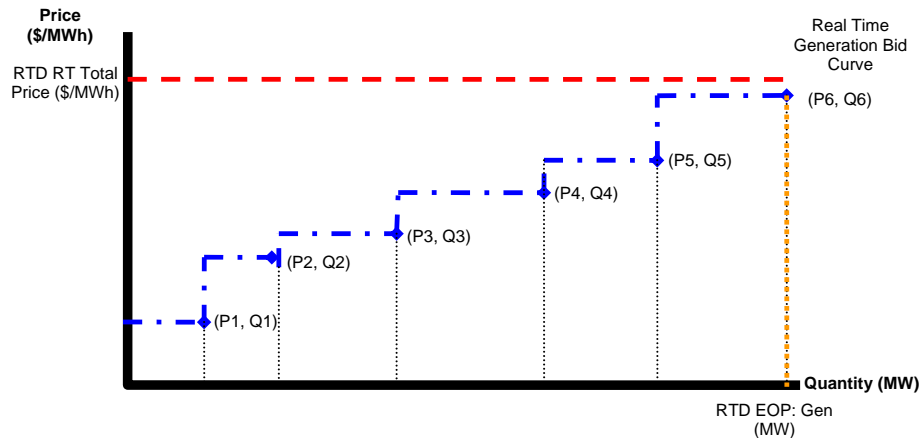 Price
($/MWh)
Real Time
Generation Bid
Curve
RTD RT Total
Price ($/MWh)
(P6, Q6)
(P5, Q5)
(P4, Q4)
(P3, Q3)
(P2, Q2)
(P1, Q1)
Quantity (MW)
RTD EOP: Gen
(MW)